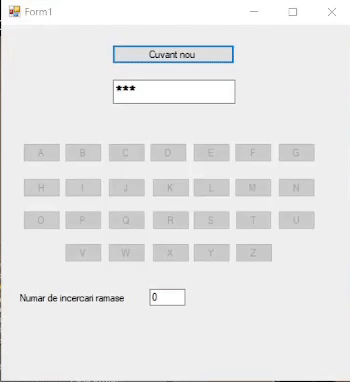 Form1
Cuvant nou
***
A B C D E F G
H I J K L M N
O P Q R S T U
V W X Y Z
Numar de incercari ramase 0